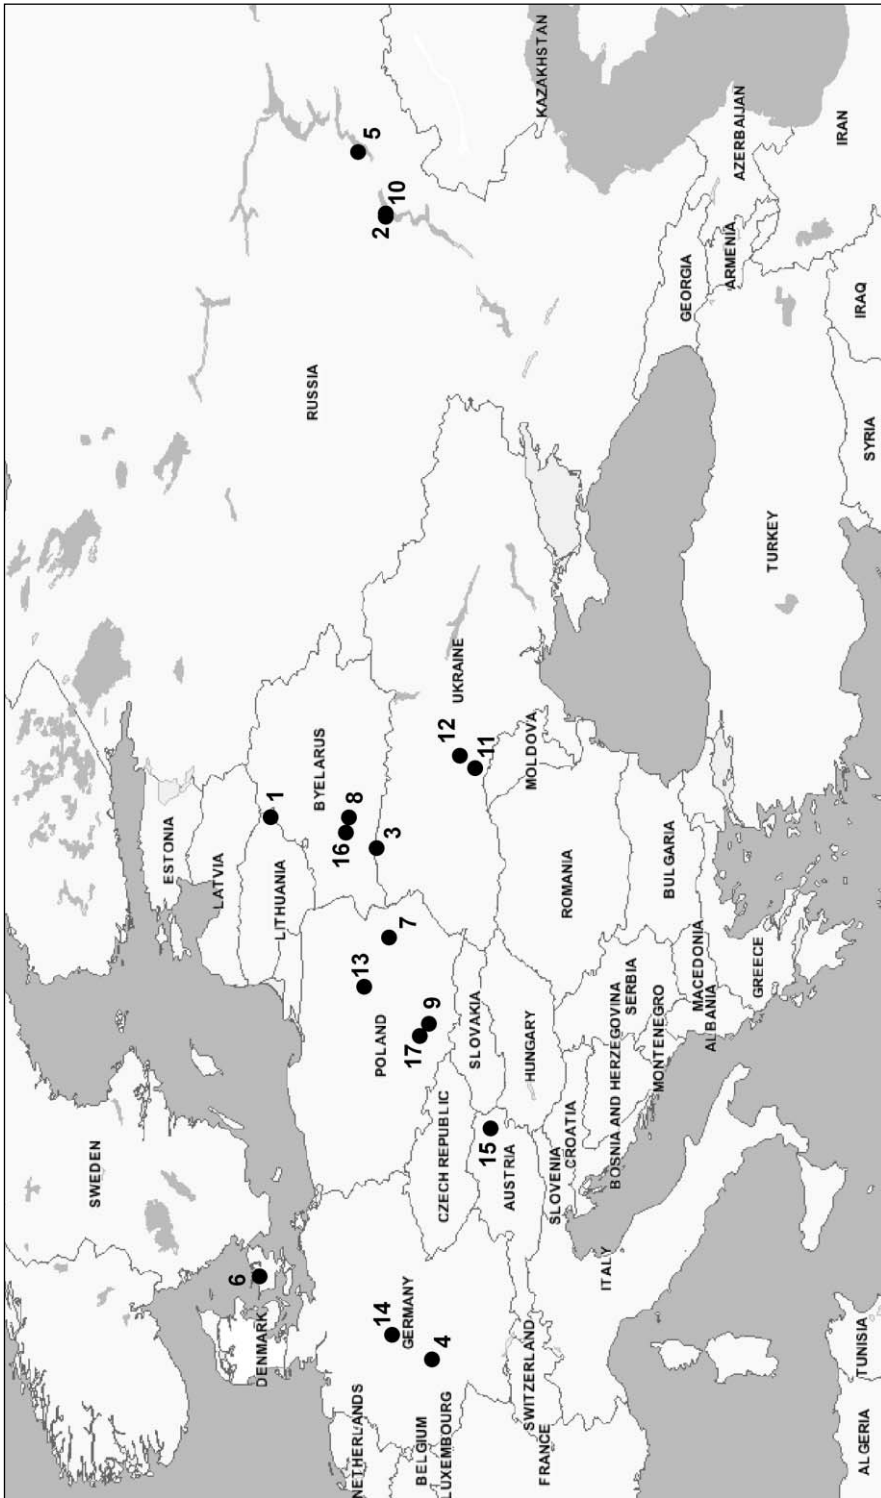 SWEDEN
ESTONIA
LATVIA
LITHUANIA
DENMARK
6
1
RUSSIA
BYELARUS
16
8
3
5
2
10
NETHERLANDS
BELGIUM
LUXEMBOURG
GERMANY
14
4
POLAND
13
7
17
9
CZECH REPUBLIC
SLOVAKIA
UKRAINE
12
11
MOLDOVA
KAZAKHSTAN
FRANCE
SWITZERLAND
AUSTRIA
15
HUNGARY
SLOVENIA
CROATIA
ROMANIA
ITALY
BOSNIA AND HERZEGOVINA
SERBIA
MONTENEGRO
BULGARIA
MACEDONIA
ALBANIA
GREECE
GEORGIA
ARMENIA
AZERBAIJAN
TURKEY
ALGERIA
TUNISIA
SYRIA
IRAQ
IRAN